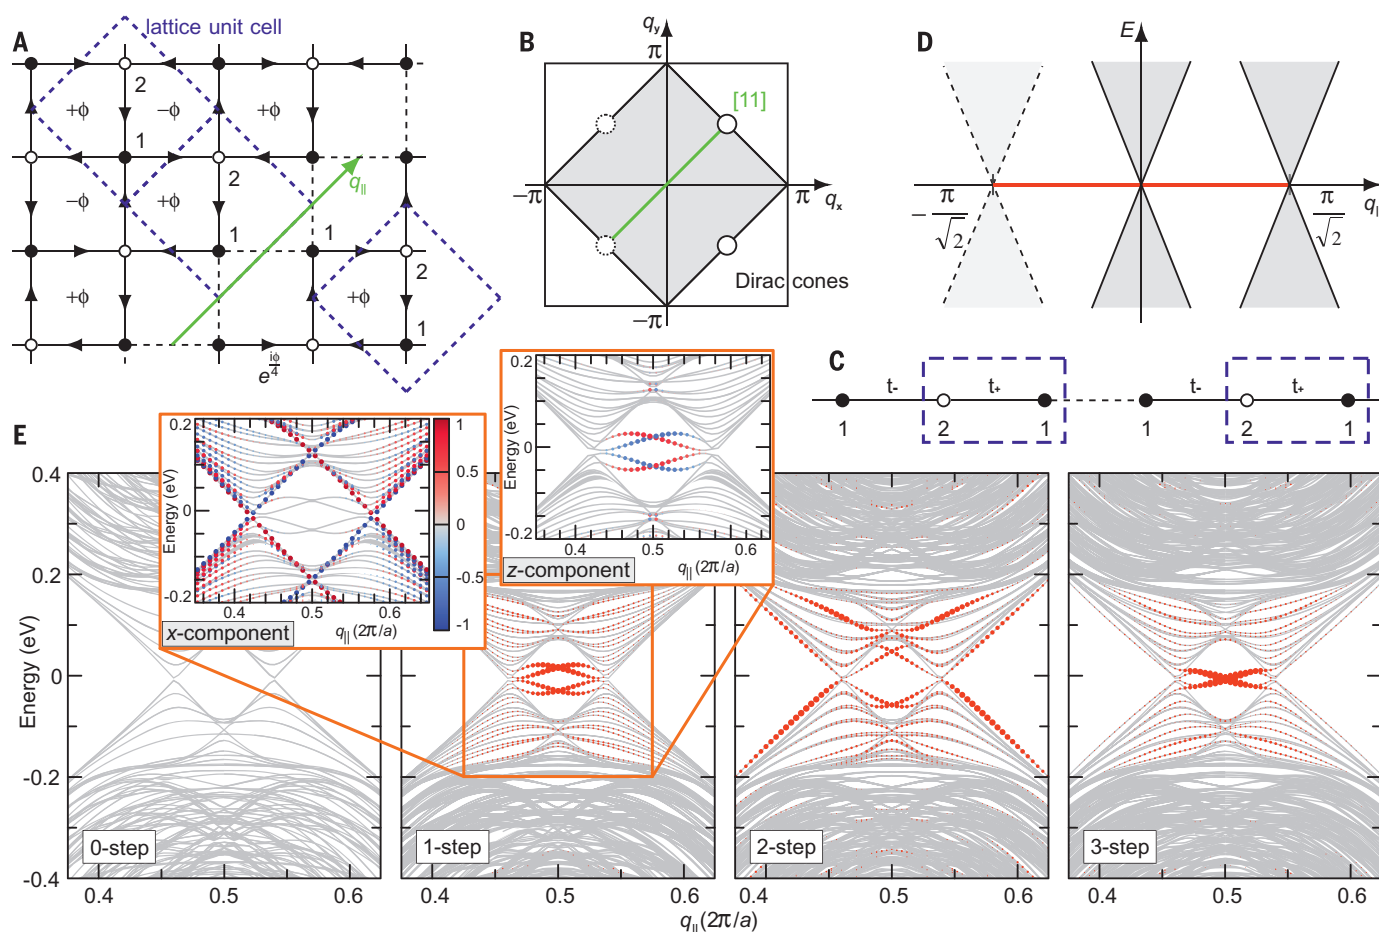 A
lattice unit cell
2
+ϕ
−ϕ
+ϕ
1
2
q||
−ϕ
+ϕ
1
1
2
+ϕ
+ϕ
1
e^{iϕ/4}
B
q_y
π
[11]
−π
π
q_x
Dirac cones
−π
D
E
−π/√2
π/√2
q||
C
t-
t+
t-
t+
1
2
1
1
2
1
E
Energy (eV)
0.4
0.2
0
-0.2
-0.4
0-step
0.4
0.5
0.6
1-step
0.4
0.5
0.6
2-step
0.4
0.5
0.6
3-step
0.4
0.5
0.6
q||(2π/a)
Energy (eV)
0.2
0
-0.2
0.4
0.5
0.6
x-component
q||(2π/a)
1
0.5
0
-0.5
-1
Energy (eV)
0.2
0
-0.2
0.4
0.5
0.6
z-component
q||(2π/a)